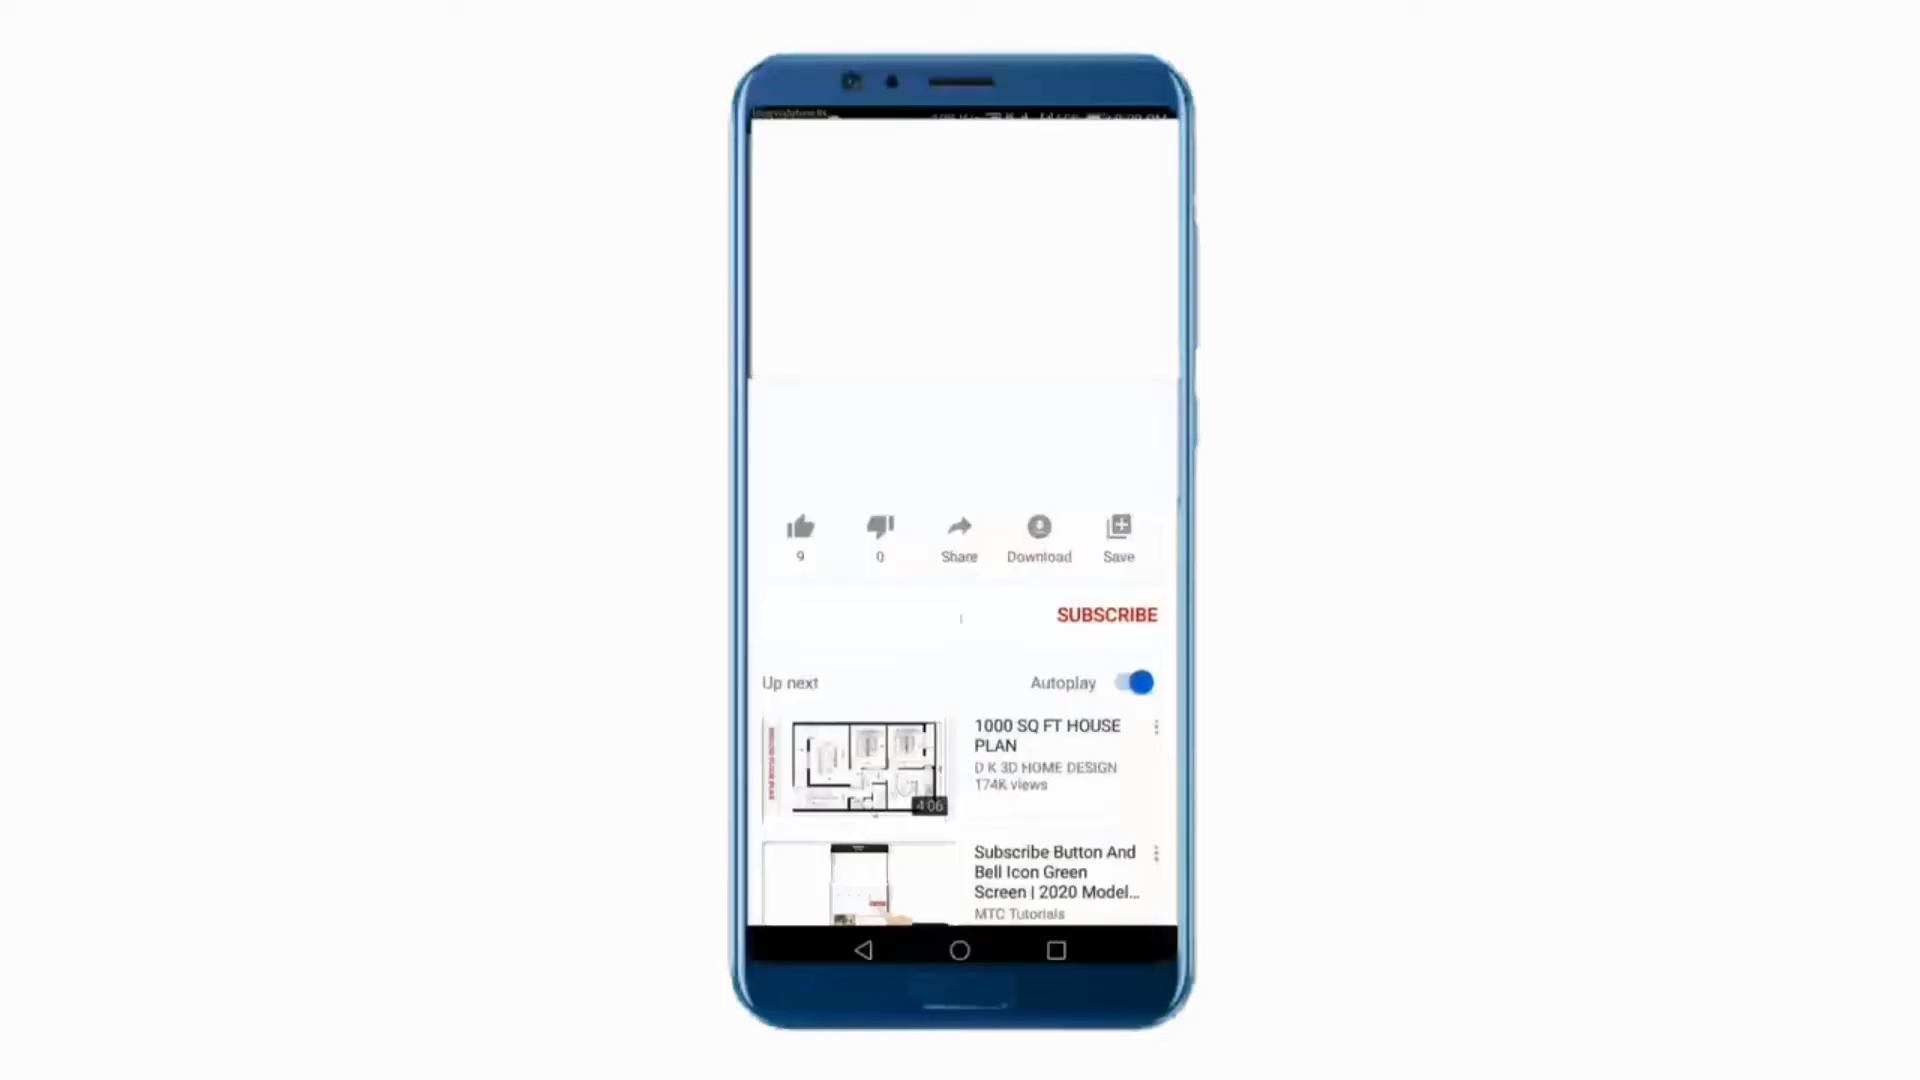 9
0
Share
Download
Save
SUBSCRIBE
Up next
Autoplay
1000 SQ FT HOUSE
PLAN
D K 3D HOME DESIGN
174K views
4:06
Subscribe Button And
Bell Icon Green
Screen | 2020 Model...
MTC Tutorials